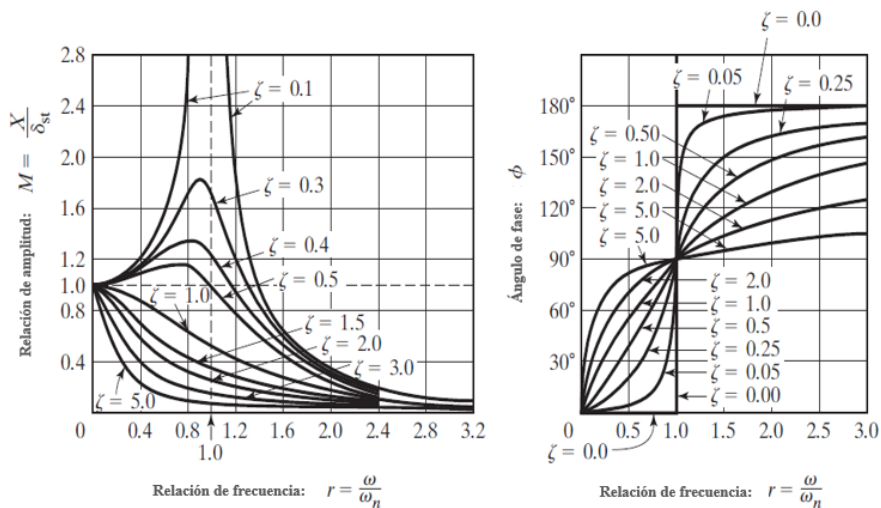 Relación de amplitud: M = X/δst
2.8
2.4
2.0
1.6
1.2
1.0
0.8
0.4
ζ = 0.1
ζ = 0.3
ζ = 0.4
ζ = 0.5
ζ = 1.0
ζ = 1.5
ζ = 2.0
ζ = 3.0
ζ = 5.0
0 0.4 0.8 1.2 1.6 2.0 2.4 2.8 3.2
1.0
Relación de frecuencia: r = ω/ωn
Ángulo de fase: ϕ
180°
150°
120°
90°
60°
30°
ζ = 0.0
ζ = 0.05
ζ = 0.25
ζ = 0.50
ζ = 1.0
ζ = 2.0
ζ = 5.0
ζ = 5.0
ζ = 2.0
ζ = 1.0
ζ = 0.5
ζ = 0.25
ζ = 0.05
ζ = 0.00
0 0.5 1.0 1.5 2.0 2.5 3.0
ζ = 0.0
Relación de frecuencia: r = ω/ωn